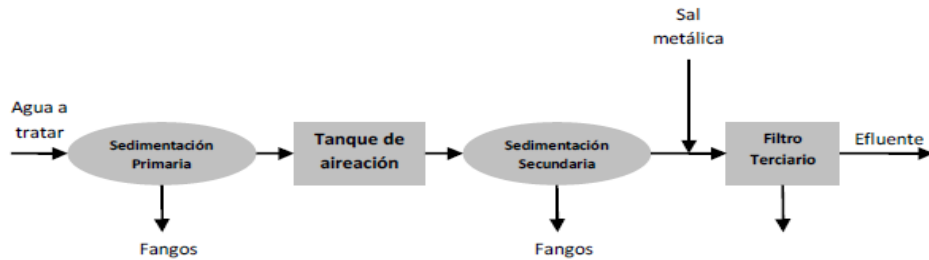 Sal
metálica
Agua a
tratar
Sedimentación
Primaria
Tanque de
aireación
Sedimentación
Secundaria
Filtro
Terciario
Efluente
Fangos
Fangos